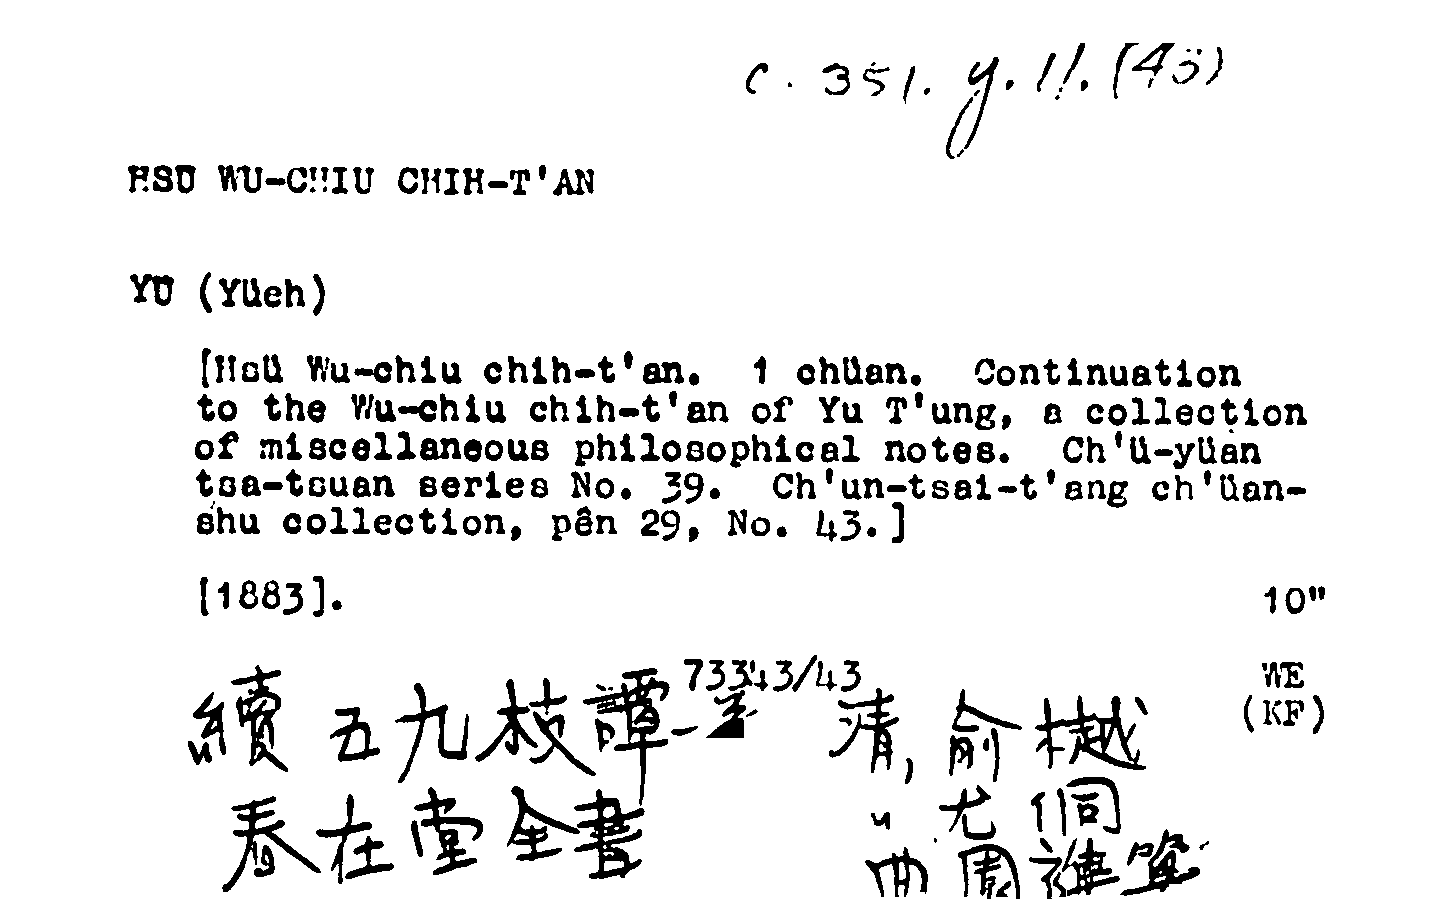 c. 351. y. 11. (43)
HSÜ WU-CHIU CHIH-T'AN
YÜ (Yüeh)
[Hsü Wu-chiu chih-t'an. 1 chüan. Continuation
to the Wu-chiu chih-t'an of Yu T'ung, a collection
of miscellaneous philosophical notes. Ch'ü-yüan
tsa-tsuan series No. 39. Ch'un-tsai-t'ang ch'üan-
shu collection, pên 29, No. 43.]
[1883]. 10"
73343/43 WE
(KF)
續 五九枝譚 一 清, 俞樾
春在堂全書 〃 尤侗
曲園雜纂